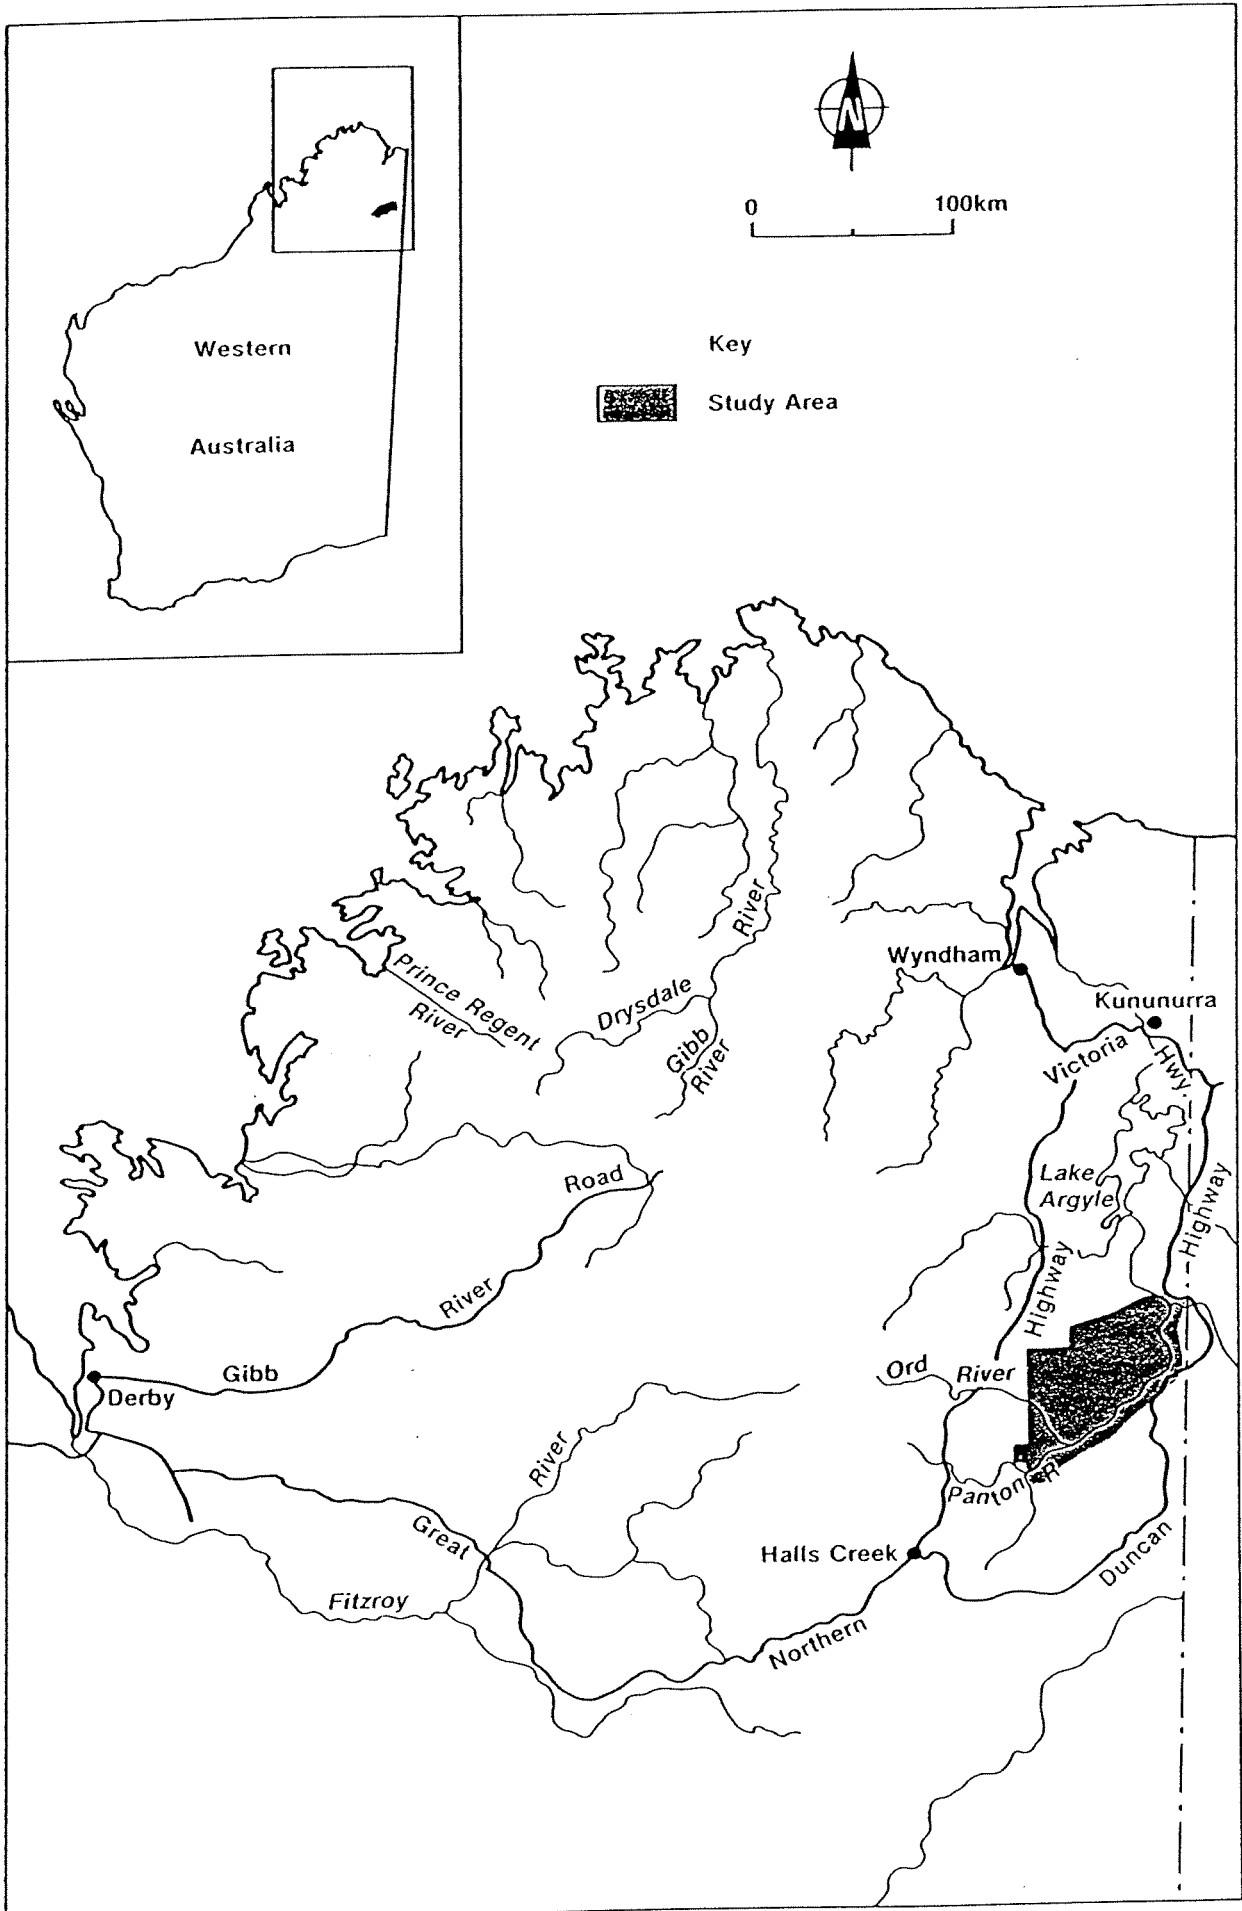 N
0 100km
Western
Australia
Key
Study Area
Prince Regent
River
Drysdale
River
Gibb
River
Wyndham
Kununurra
Victoria
Hwy
Lake
Argyle
Highway
Highway
Gibb
River
Road
Derby
Ord
River
Panton R
River
Great
Fitzroy
Halls Creek
Northern
Duncan